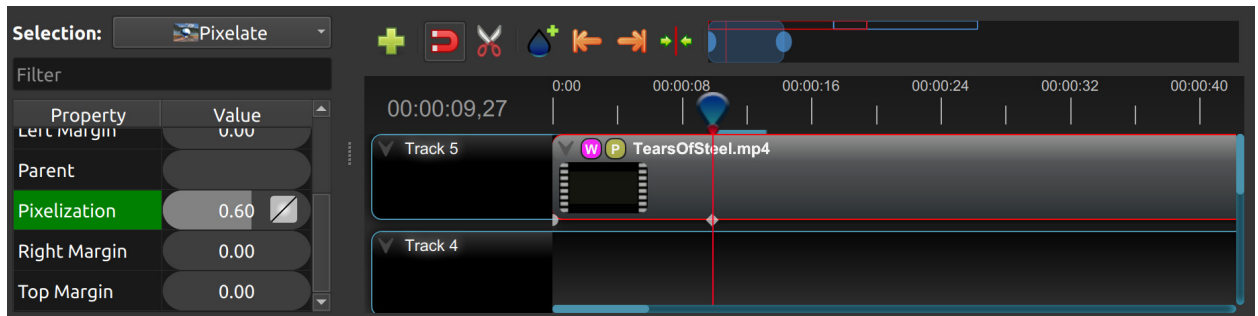 Selection: Pixelate
Filter
Property Value
Left Margin 0.00
Parent
Pixelization 0.60
Right Margin 0.00
Top Margin 0.00
00:00:09,27
0:00 00:00:08 00:00:16 00:00:24 00:00:32 00:00:40
Track 5
W P TearsOfSteel.mp4
Track 4